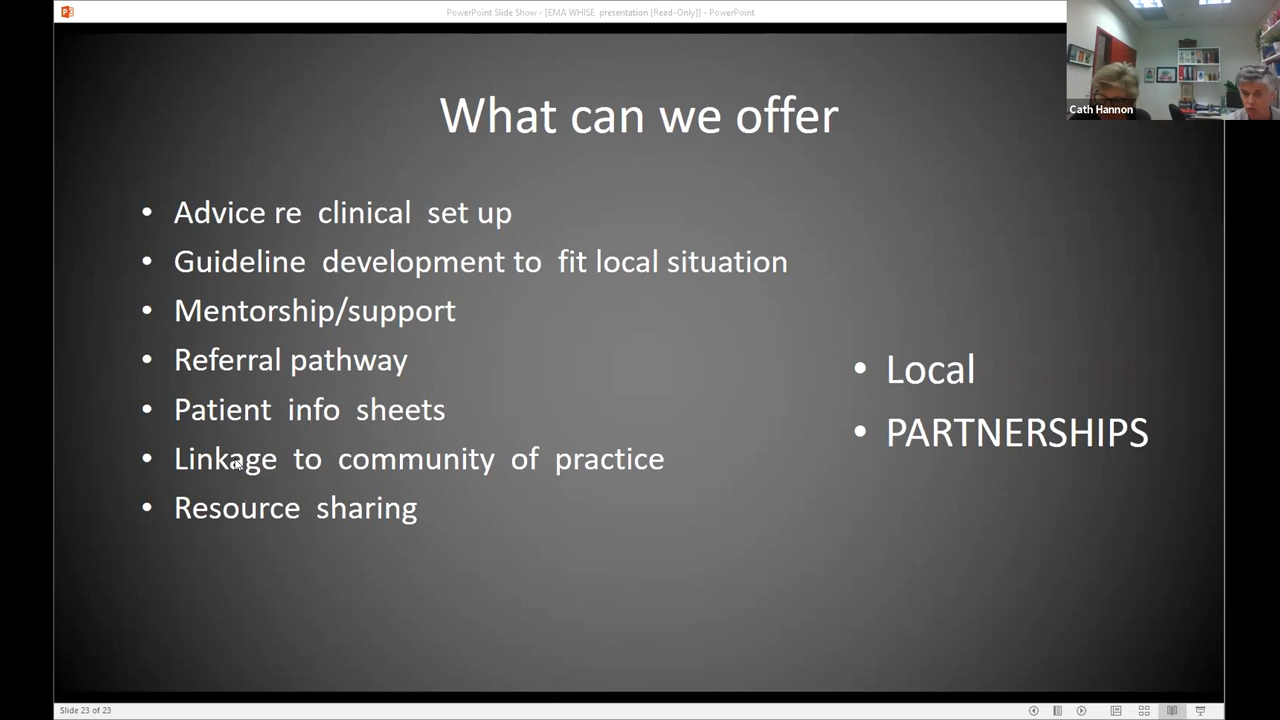 PowerPoint Slide Show - [EMA WHISE presentation [Read-Only]] - PowerPoint
Cath Hannon
What can we offer
• Advice re clinical set up
• Guideline development to fit local situation
• Mentorship/support
• Referral pathway
• Patient info sheets
• Linkage to community of practice
• Resource sharing
• Local
• PARTNERSHIPS
Slide 23 of 23